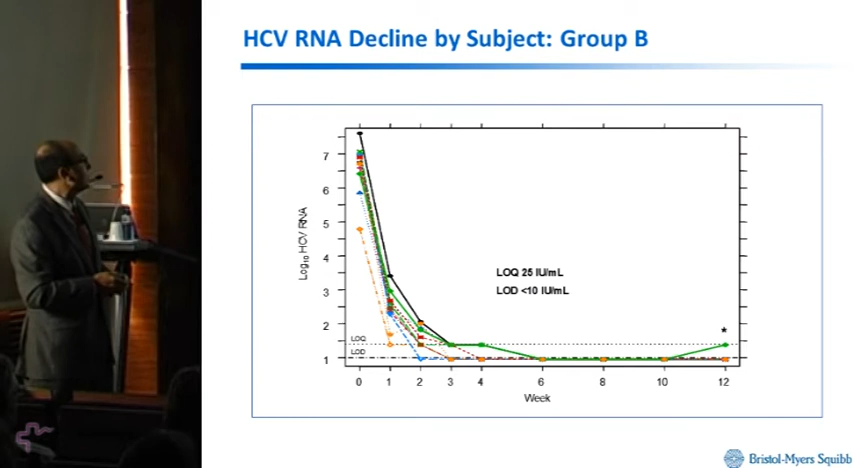 HCV RNA Decline by Subject: Group B
Log10 HCV RNA
7
6
5
4
3
2
1
LOQ 25 IU/mL
LOD <10 IU/mL
*
LOQ
LOD
0 1 2 3 4 6 8 10 12
Week
Bristol-Myers Squibb